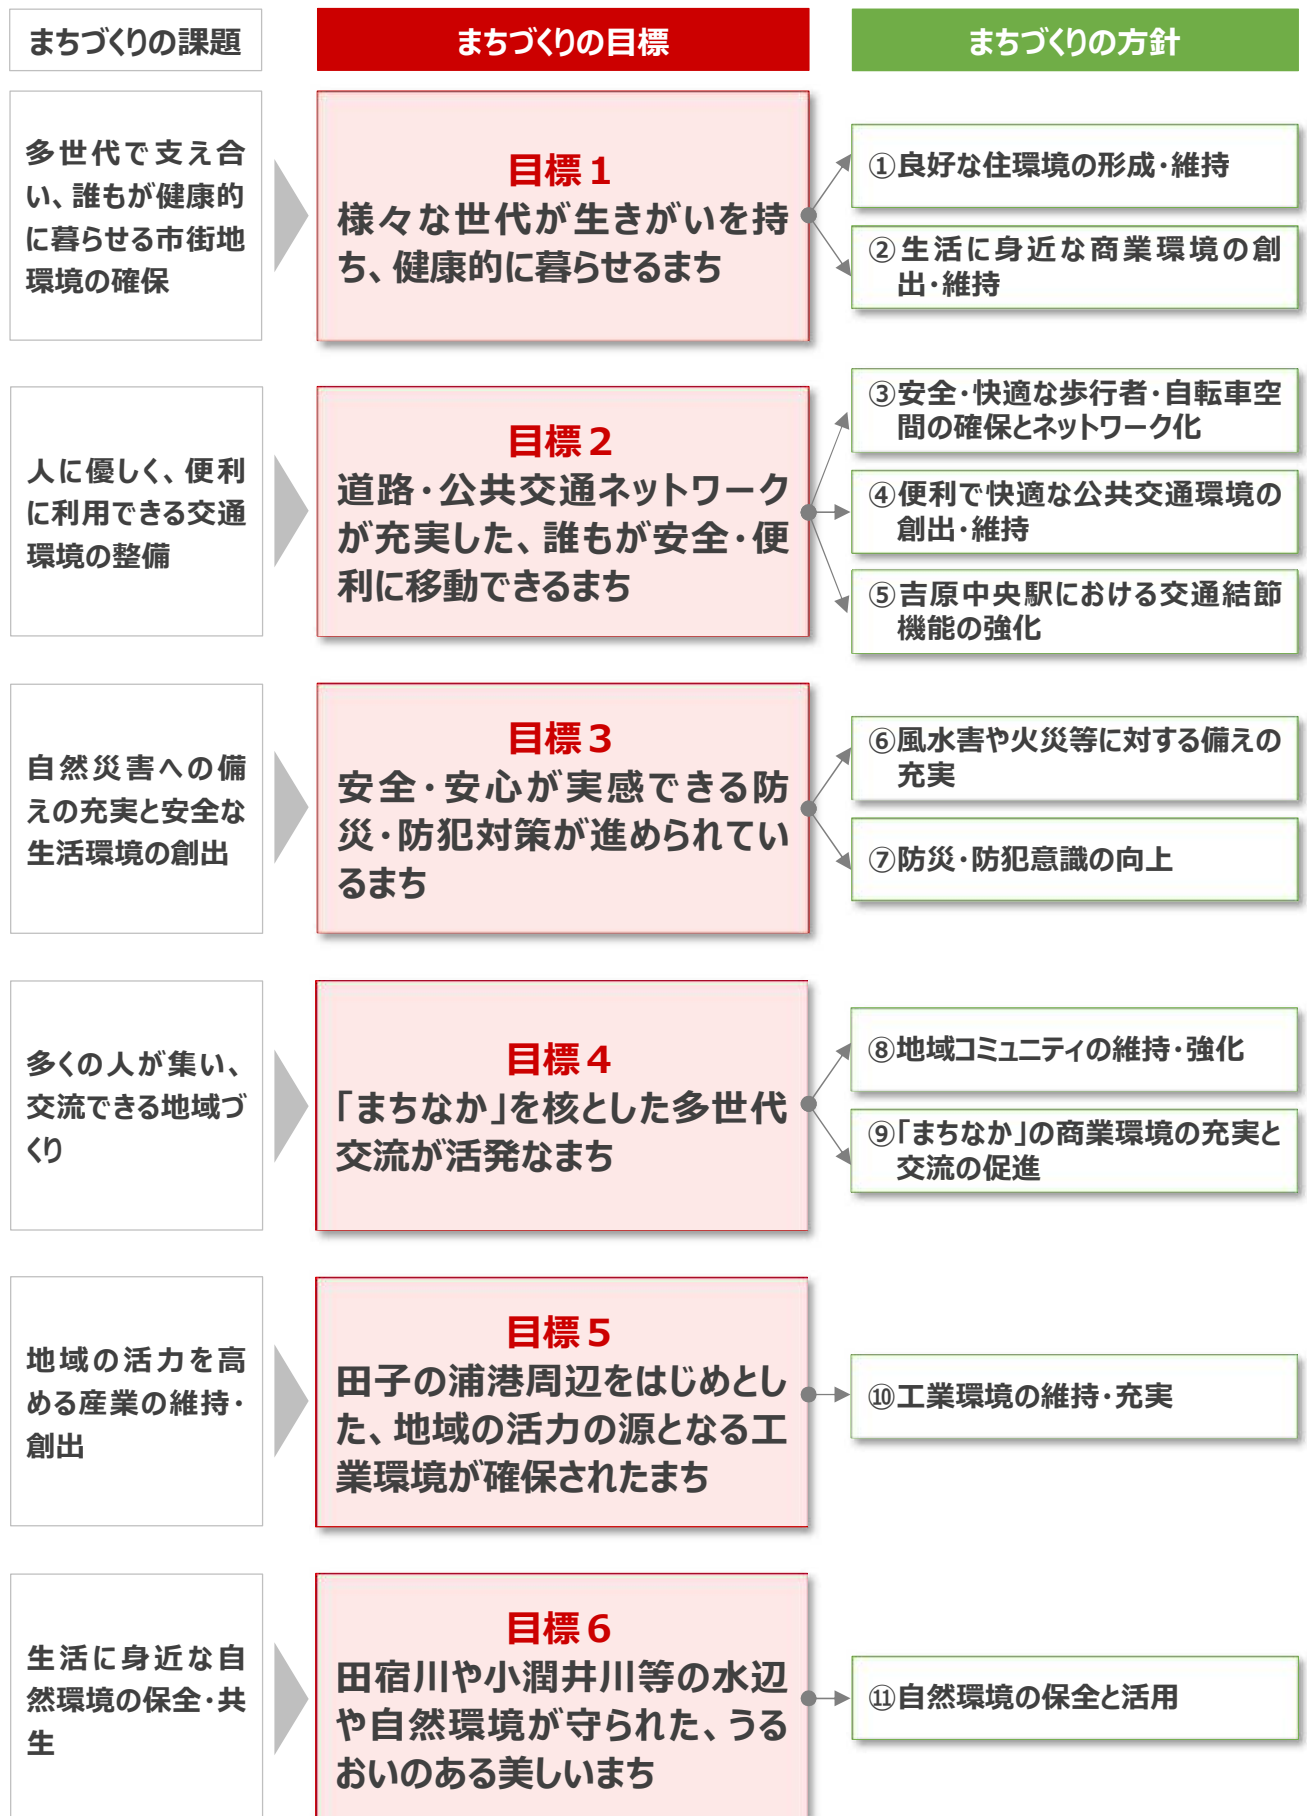 まちづくりの課題
まちづくりの目標
まちづくりの方針
多世代で支え合
い、誰もが健康的
に暮らせる市街地
環境の確保
目標1
様々な世代が生きがいを持
ち、健康的に暮らせるまち
①良好な住環境の形成・維持
②生活に身近な商業環境の創
出・維持
人に優しく、便利
に利用できる交通
環境の整備
目標2
道路・公共交通ネットワーク
が充実した、誰もが安全・便
利に移動できるまち
③安全・快適な歩行者・自転車空
間の確保とネットワーク化
④便利で快適な公共交通環境の
創出・維持
⑤吉原中央駅における交通結節
機能の強化
自然災害への備
えの充実と安全な
生活環境の創出
目標3
安全・安心が実感できる防
災・防犯対策が進められてい
るまち
⑥風水害や火災等に対する備えの
充実
⑦防災・防犯意識の向上
多くの人が集い、
交流できる地域づ
くり
目標4
「まちなか」を核とした多世代
交流が活発なまち
⑧地域コミュニティの維持・強化
⑨「まちなか」の商業環境の充実と
交流の促進
地域の活力を高
める産業の維持・
創出
目標5
田子の浦港周辺をはじめとし
た、地域の活力の源となる工
業環境が確保されたまち
⑩工業環境の維持・充実
生活に身近な自
然環境の保全・共
生
目標6
田宿川や小潤井川等の水辺
や自然環境が守られた、うる
おいのある美しいまち
⑪自然環境の保全と活用